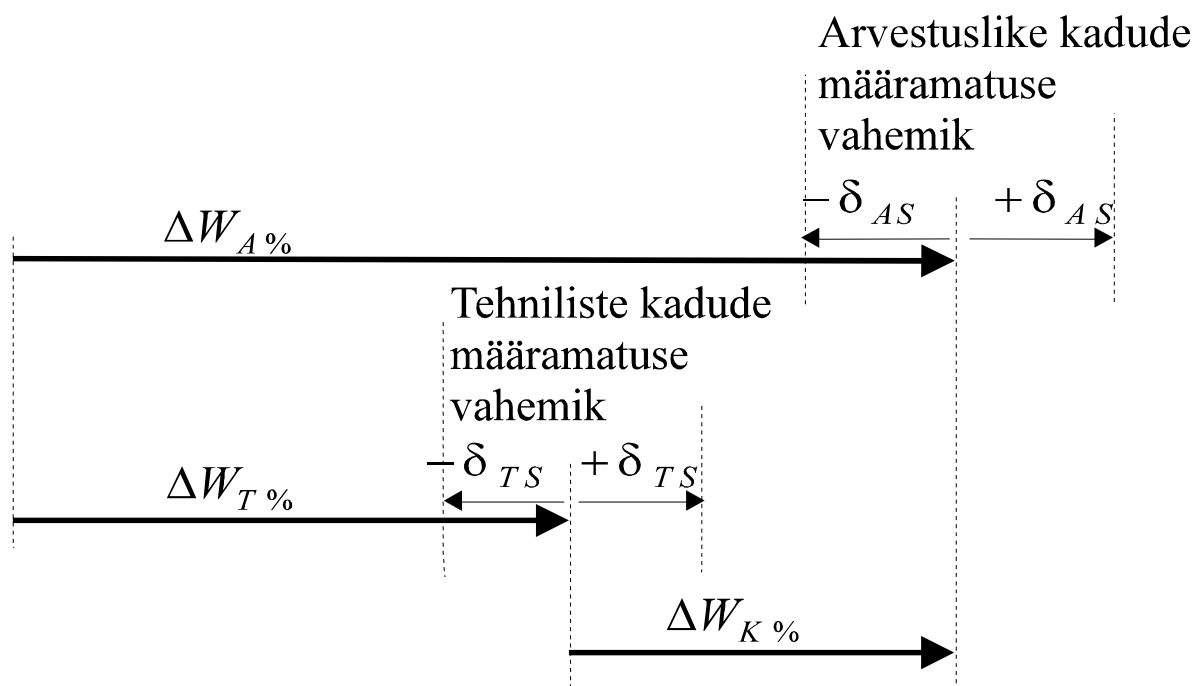 Arvestuslike kadude
määramatuse
vahemik
− δ AS + δ AS
ΔW A %
Tehniliste kadude
määramatuse
vahemik
− δ TS + δ TS
ΔW T %
ΔW K %